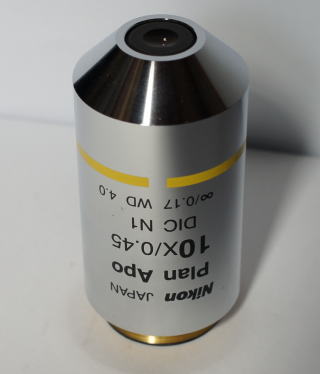 Nikon JAPAN
Plan Apo
10X/0.45
DIC N1
∞/0.17 WD 4.0